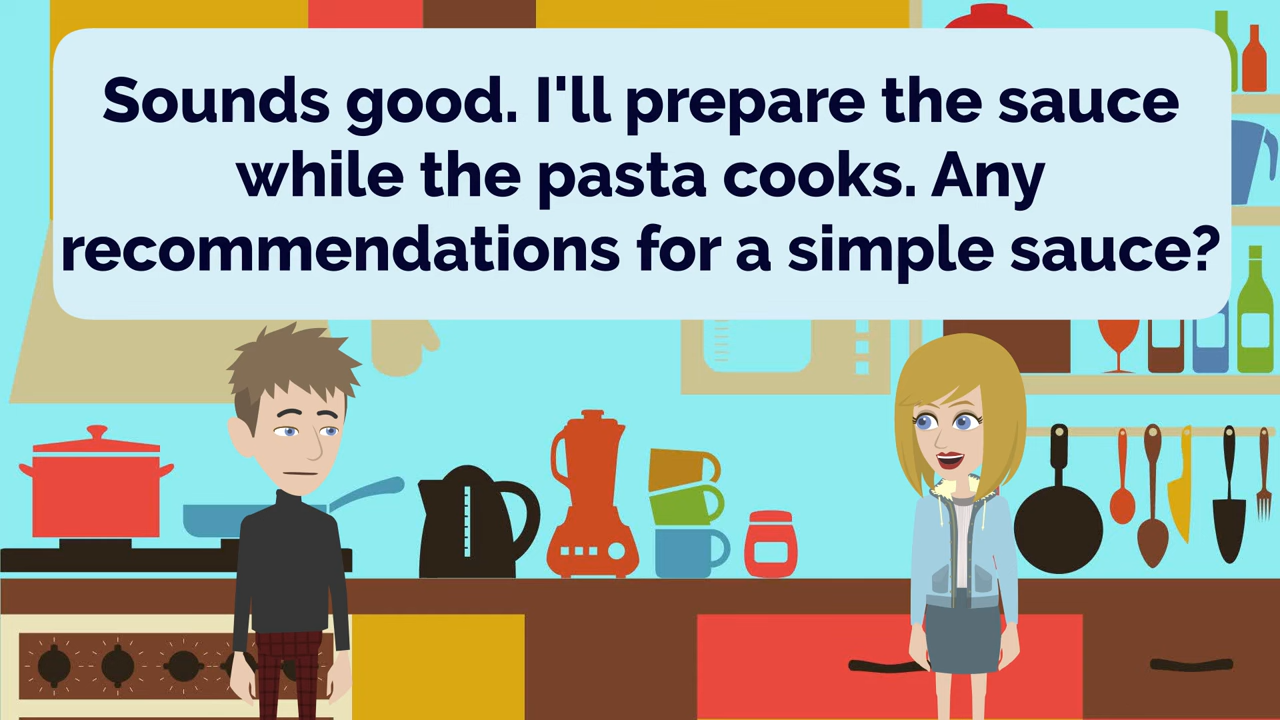 Sounds good. I'll prepare the sauce
while the pasta cooks. Any
recommendations for a simple sauce?